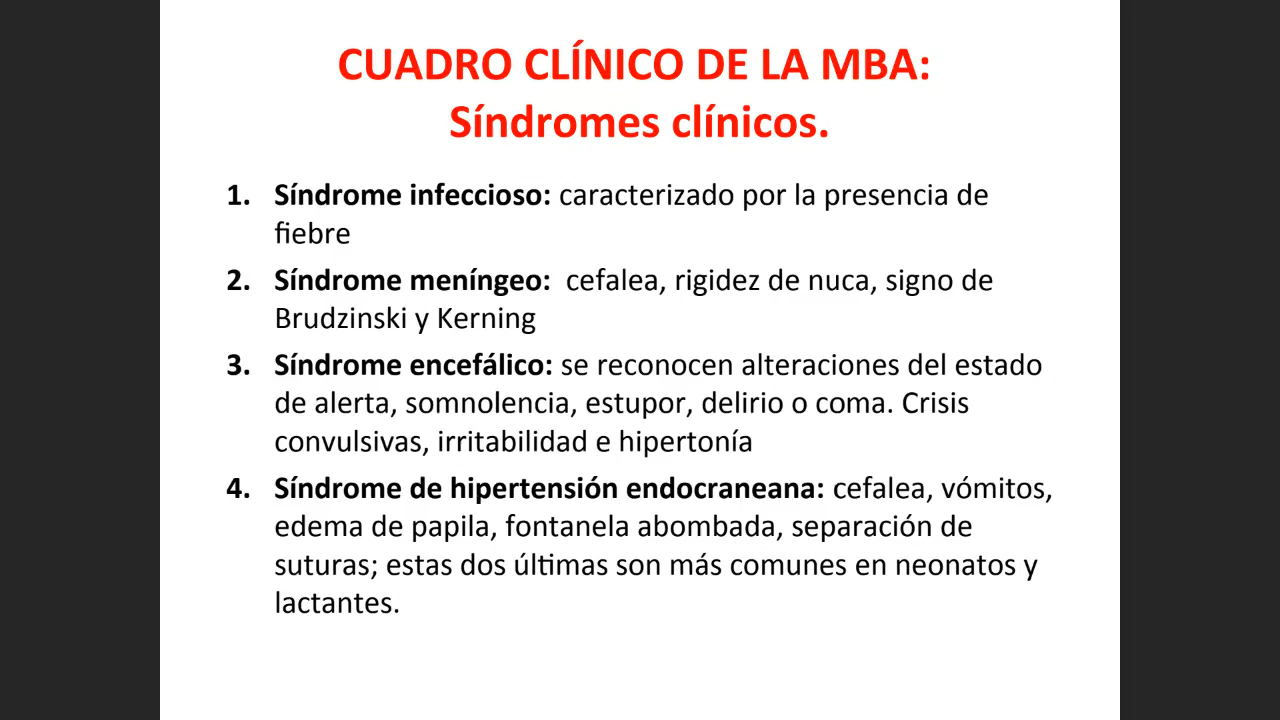 CUADRO CLÍNICO DE LA MBA:
Síndromes clínicos.
1. Síndrome infeccioso: caracterizado por la presencia de
fiebre
2. Síndrome meníngeo:  cefalea, rigidez de nuca, signo de
Brudzinski y Kerning
3. Síndrome encefálico: se reconocen alteraciones del estado
de alerta, somnolencia, estupor, delirio o coma. Crisis
convulsivas, irritabilidad e hipertonía
4. Síndrome de hipertensión endocraneana: cefalea, vómitos,
edema de papila, fontanela abombada, separación de
suturas; estas dos últimas son más comunes en neonatos y
lactantes.